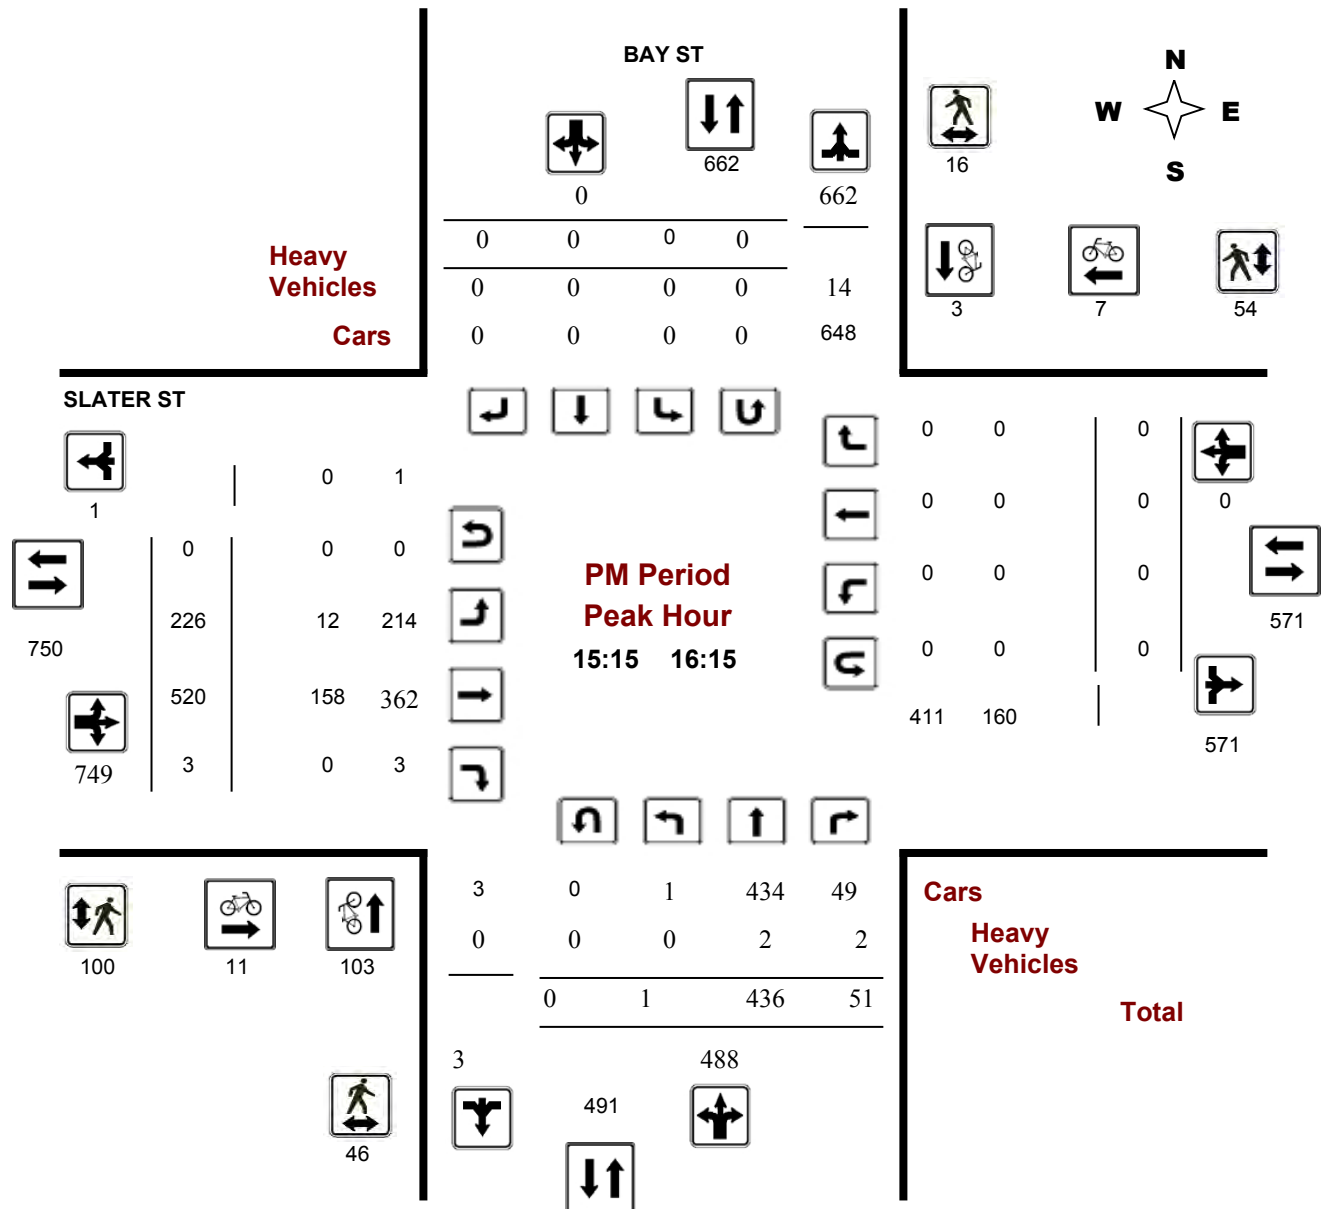 BAY ST
N
W E
S
662
16
0 662
0 0 0 0
Heavy
Vehicles
0 0 0 0 14
Cars 0 0 0 0 648
3 7 54
SLATER ST
0 0 0
0 1
1
0 0 0 0
0 0 0
PM Period
Peak Hour
15:15 16:15
0 0 0
226 12 214
571
750
0 0 0
520 158 362
411 160
571
749 3 0 3
3 0 1 434 49 Cars
0 0 0 2 2 Heavy
Vehicles
100 11 103
0 1 436 51 Total
3 488
491
46